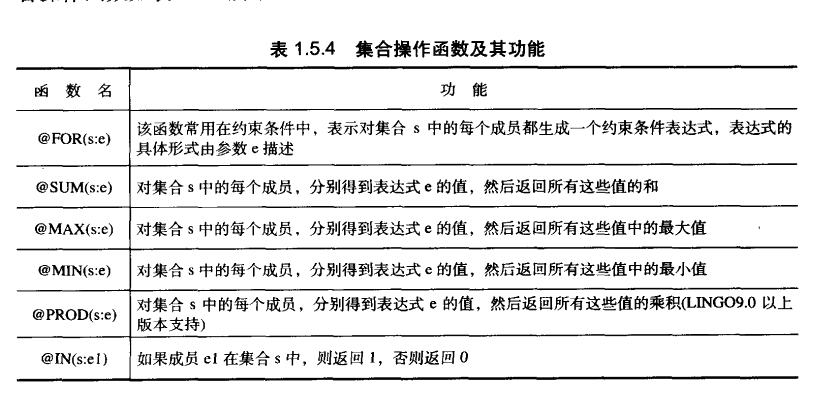 表 1.5.4 集合操作函数及其功能
函 数 名 功 能
@FOR(s:e) 该函数常用在约束条件中，表示对集合 s 中的每个成员都生成一个约束条件表达式，表达式的
具体形式由参数 e 描述
@SUM(s:e) 对集合 s 中的每个成员，分别得到表达式 e 的值，然后返回所有这些值的和
@MAX(s:e) 对集合 s 中的每个成员，分别得到表达式 e 的值，然后返回所有这些值中的最大值
@MIN(s:e) 对集合 s 中的每个成员，分别得到表达式 e 的值，然后返回所有这些值中的最小值
@PROD(s:e) 对集合 s 中的每个成员，分别得到表达式 e 的值，然后返回所有这些值的乘积(LINGO9.0 以上
版本支持)
@IN(s:e1) 如果成员 e1 在集合 s 中，则返回 1，否则返回 0